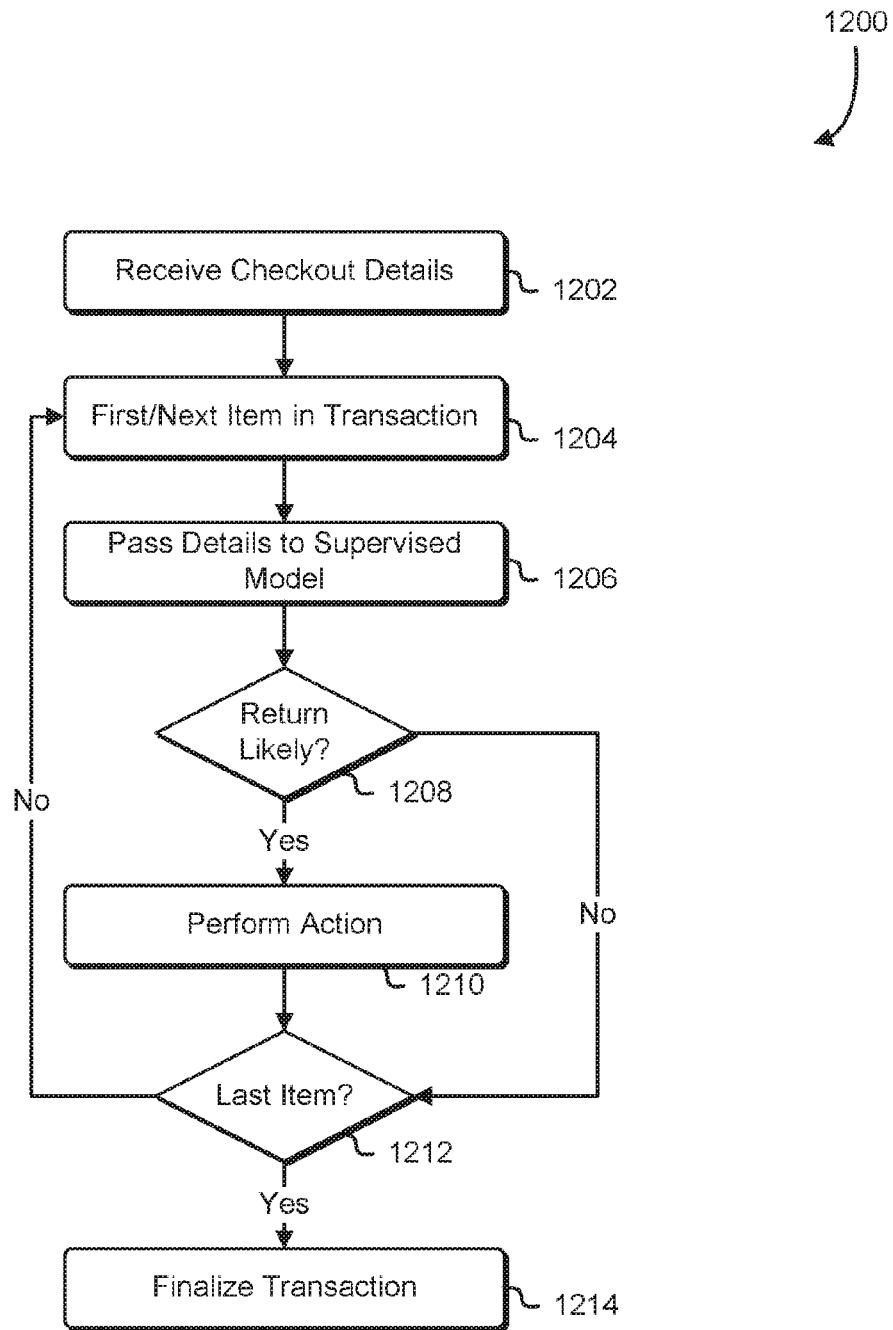 1200
Receive Checkout Details
1202
First/Next Item in Transaction
1204
Pass Details to Supervised
Model
1206
Return
Likely?
1208
No
Yes
Perform Action
No
1210
Last Item?
1212
Yes
Finalize Transaction
1214